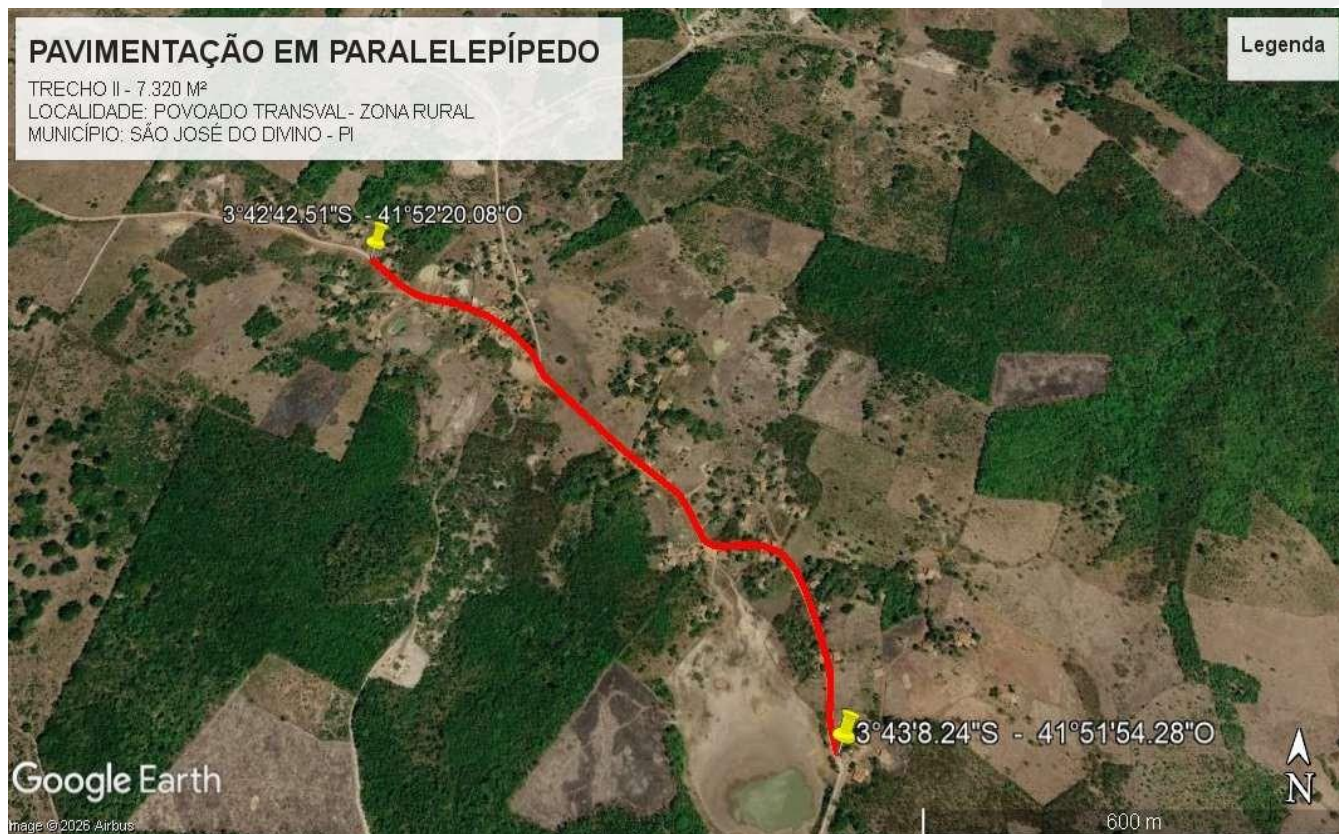 PAVIMENTAÇÃO EM PARALELEPÍPEDO
TRECHO II - 7.320 M²
LOCALIDADE: POVOADO TRANSVAL - ZONA RURAL
MUNICÍPIO: SÃO JOSÉ DO DIVINO - PI
Legenda
3°42'42.51"S - 41°52'20.08"O
3°43'8.24"S - 41°51'54.28"O
Google Earth
N
mage © 2026 Airbus
600 m